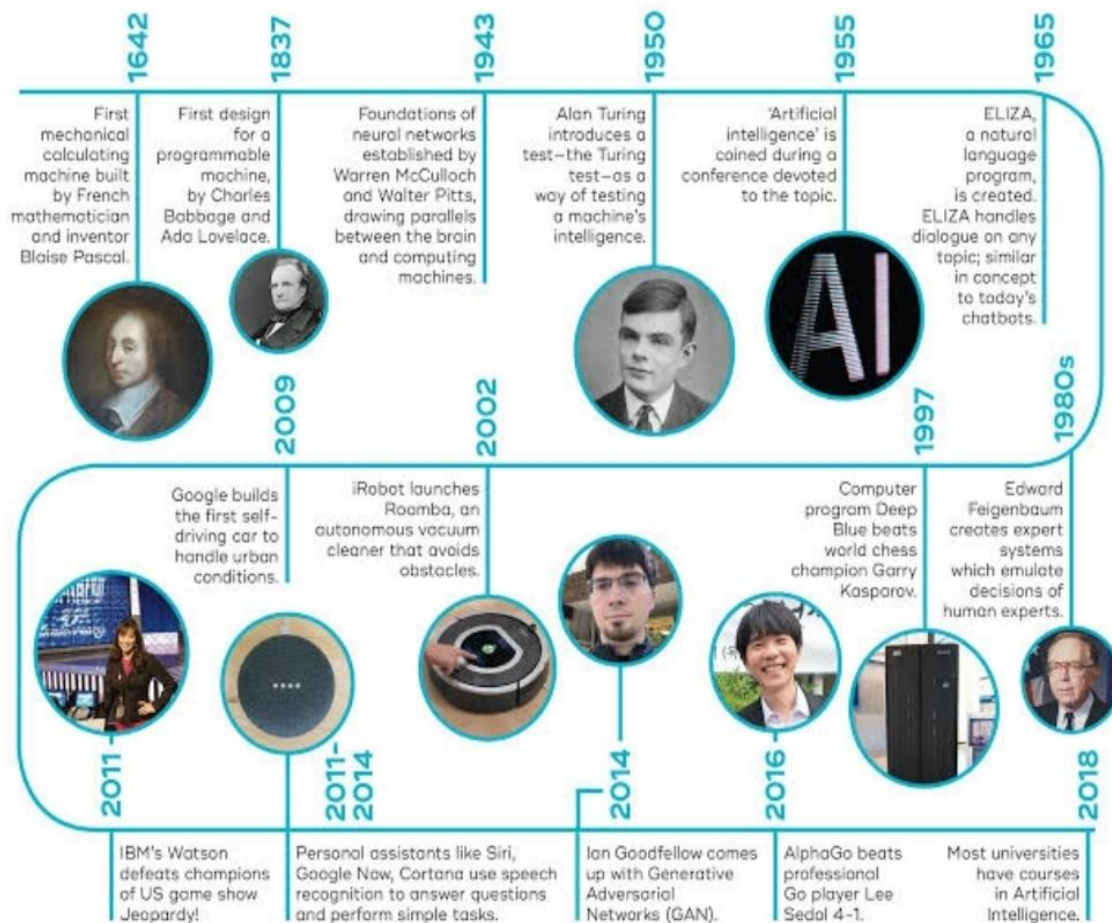 1642
First
mechanical
calculating
machine built
by French
mathematician
and inventor
Blaise Pascal.
1837
First design
for a
programmable
machine,
by Charles
Babbage and
Ada Lovelace.
1943
Foundations of
neural networks
established by
Warren McCulloch
and Walter Pitts,
drawing parallels
between the brain
and computing
machines.
1950
Alan Turing
introduces a
test—the Turing
test—as a
way of testing
a machine's
intelligence.
1955
'Artificial
intelligence' is
coined during a
conference devoted
to the topic.
AI
1965
ELIZA,
a natural
language
program,
is created.
ELIZA handles
dialogue on any
topic; similar
in concept
to today's
chatbots.
1980s
Edward
Feigenbaum
creates expert
systems
which emulate
decisions of
human experts.
1997
Computer
program Deep
Blue beats
world chess
champion Garry
Kasporov.
2002
iRobot launches
Roomba, an
autonomous vacuum
cleaner that avoids
obstacles.
2009
Google builds
the first self-
driving car to
handle urban
conditions.
2011
IBM's Watson
defeats champions
of US game show
Jeopardy!
2011-
2014
Personal assistants like Siri,
Google Now, Cortana use speech
recognition to answer questions
and perform simple tasks.
2014
Ian Goodfellow comes
up with Generative
Adversarial
Networks (GAN).
2016
AlphaGo beats
professional
Go player Lee
Sedol 4-1.
2018
Most universities
have courses
in Artificial
Intelligence.